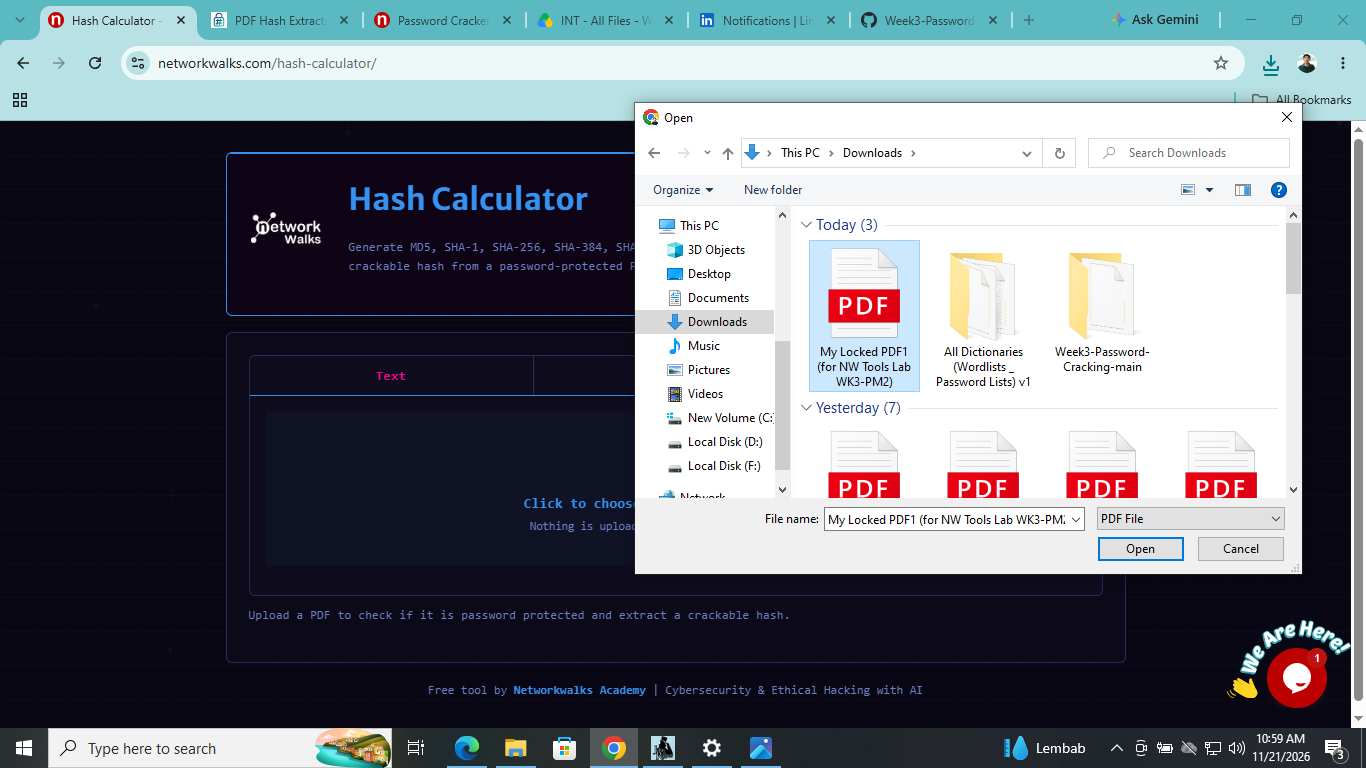 Hash Calculator -
PDF Hash Extract
Password Cracke
INT - All Files - W
Notifications | Lin
Week3-Password
Ask Gemini
networkwalks.com/hash-calculator/
All Bookmarks
network
Walks
Hash Calculator
Generate MD5, SHA-1, SHA-256, SHA-384, SHA
crackable hash from a password-protected P
Text
Click to choose
Nothing is upload
Upload a PDF to check if it is password protected and extract a crackable hash.
Free tool by Networkwalks Academy | Cybersecurity & Ethical Hacking with AI
Open
This PC
Downloads
Search Downloads
Organize
New folder
This PC
3D Objects
Desktop
Documents
Downloads
Music
Pictures
Videos
New Volume (C:)
Local Disk (D:)
Local Disk (F:)
Network
Today (3)
PDF
My Locked PDF1
(for NW Tools Lab
WK3-PM2)
All Dictionaries
(Wordlists _
Password Lists) v1
Week3-Password-
Cracking-main
Yesterday (7)
PDF
PDF
PDF
PDF
File name:
My Locked PDF1 (for NW Tools Lab WK3-PM2
PDF File
Open
Cancel
We Are Here!
1
Type here to search
Lembab
10:59 AM
11/21/2026
3